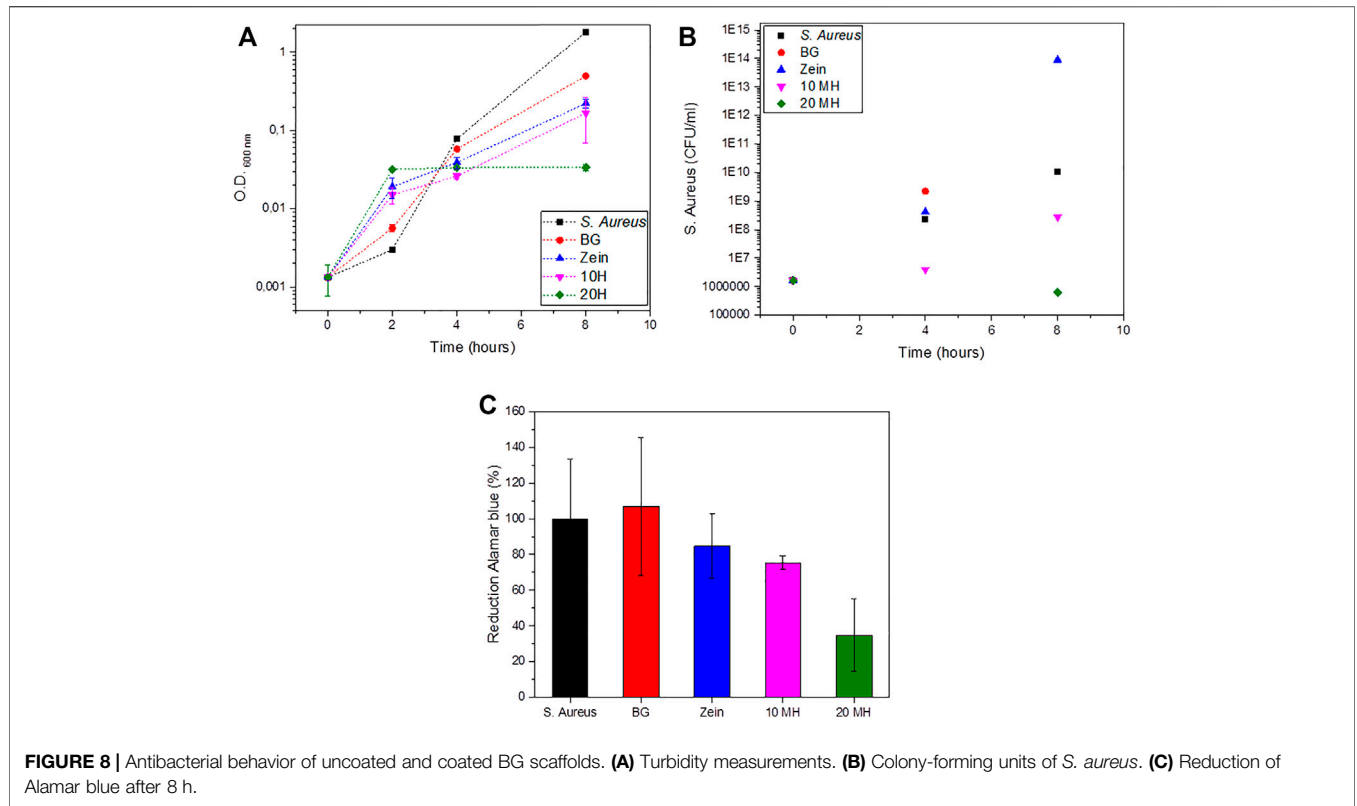 A
O.D. 600 nm
1
0.1
0.01
0.001
0 2 4 6 8 10
Time (hours)
S. Aureus
BG
Zein
10H
20H
B
S. Aureus (CFU/ml)
1E15
1E14
1E13
1E12
1E11
1E10
1E9
1E8
1E7
1000000
100000
0 2 4 6 8 10
Time (hours)
S. Aureus
BG
Zein
10 MH
20 MH
C
Reduction Alamar blue (%)
160
140
120
100
80
60
40
20
0
S. Aureus BG Zein 10 MH 20 MH
FIGURE 8 | Antibacterial behavior of uncoated and coated BG scaffolds. (A) Turbidity measurements. (B) Colony-forming units of S. aureus. (C) Reduction of
Alamar blue after 8 h.